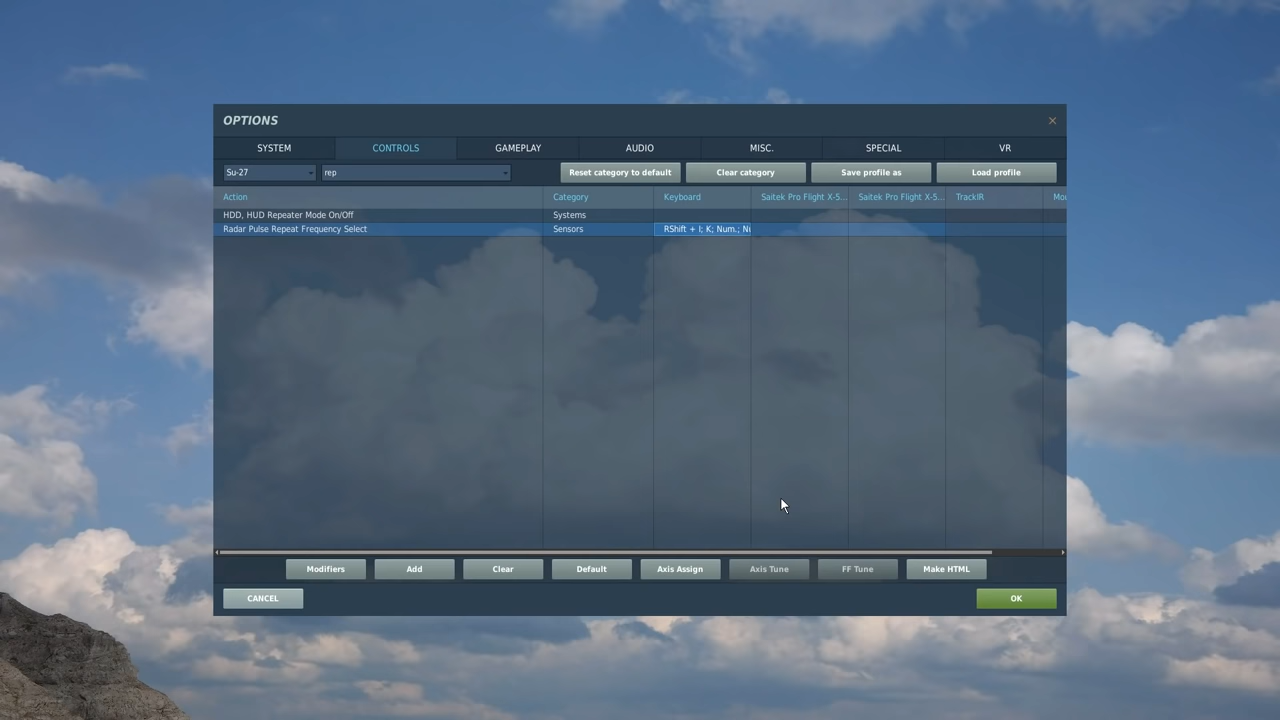 OPTIONS
SYSTEM CONTROLS GAMEPLAY AUDIO MISC. SPECIAL VR
Su-27 rep Reset category to default Clear category Save profile as Load profile
Action Category Keyboard Saitek Pro Flight X-5... Saitek Pro Flight X-5... TrackIR
HDD, HUD Repeater Mode On/Off Systems
Radar Pulse Repeat Frequency Select Sensors RShift + I; K; Num.;
Modifiers Add Clear Default Axis Assign Axis Tune FF Tune Make HTML
CANCEL OK